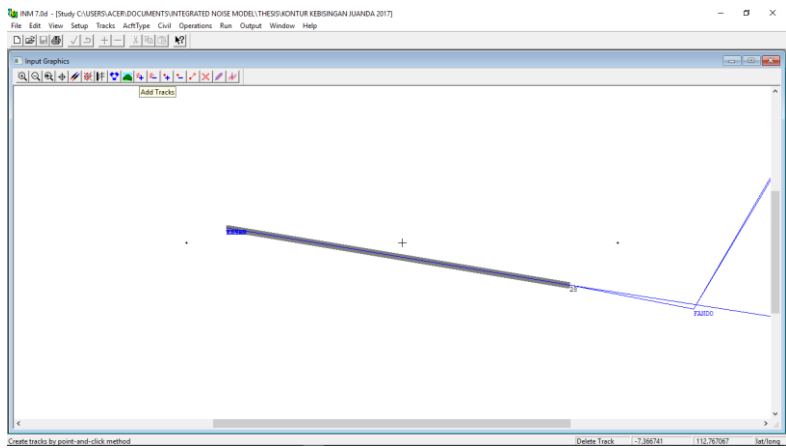 INM 7.0d - [Study C:\USERS\ACER\DOCUMENTS\INTEGRATED NOISE MODEL\THESIS\KONTUR KEBISINGAN JUANDA 2017]
File Edit View Setup Tracks AcftType Civil Operations Run Output Window Help
Input Graphics
Add Tracks
28
FANDO
Create tracks by point-and-click method Delete Track -7.366741 112.767067 lat/long